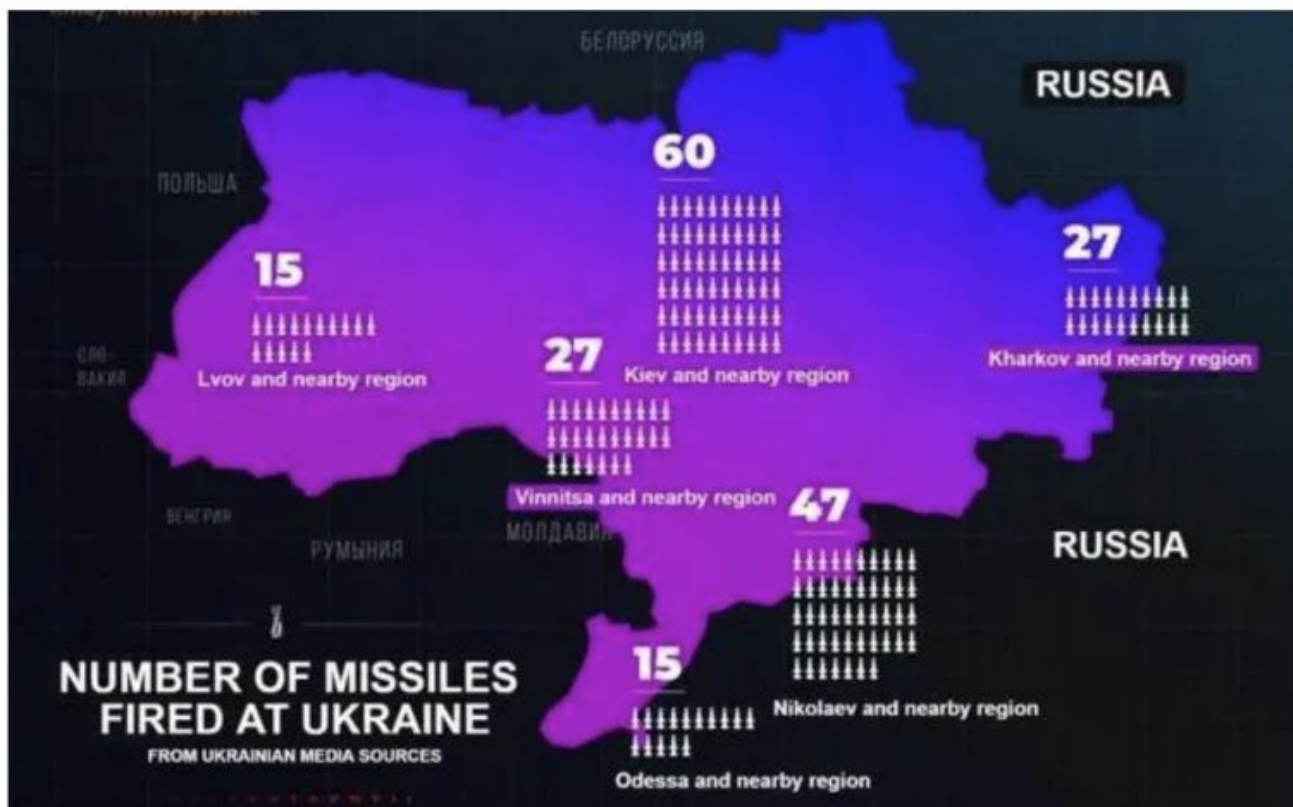 БЕЛОРУССИЯ
RUSSIA
60
ПОЛЬША
15
27
Kharkov and nearby region
27
Kiev and nearby region
СЛО-
ВАКИЯ
Lvov and nearby region
Vinnitsa and nearby region
47
ВЕНГРИЯ
РУМЫНИЯ
МОЛДАВИЯ
RUSSIA
NUMBER OF MISSILES
FIRED AT UKRAINE
FROM UKRAINIAN MEDIA SOURCES
15
Nikolaev and nearby region
Odessa and nearby region